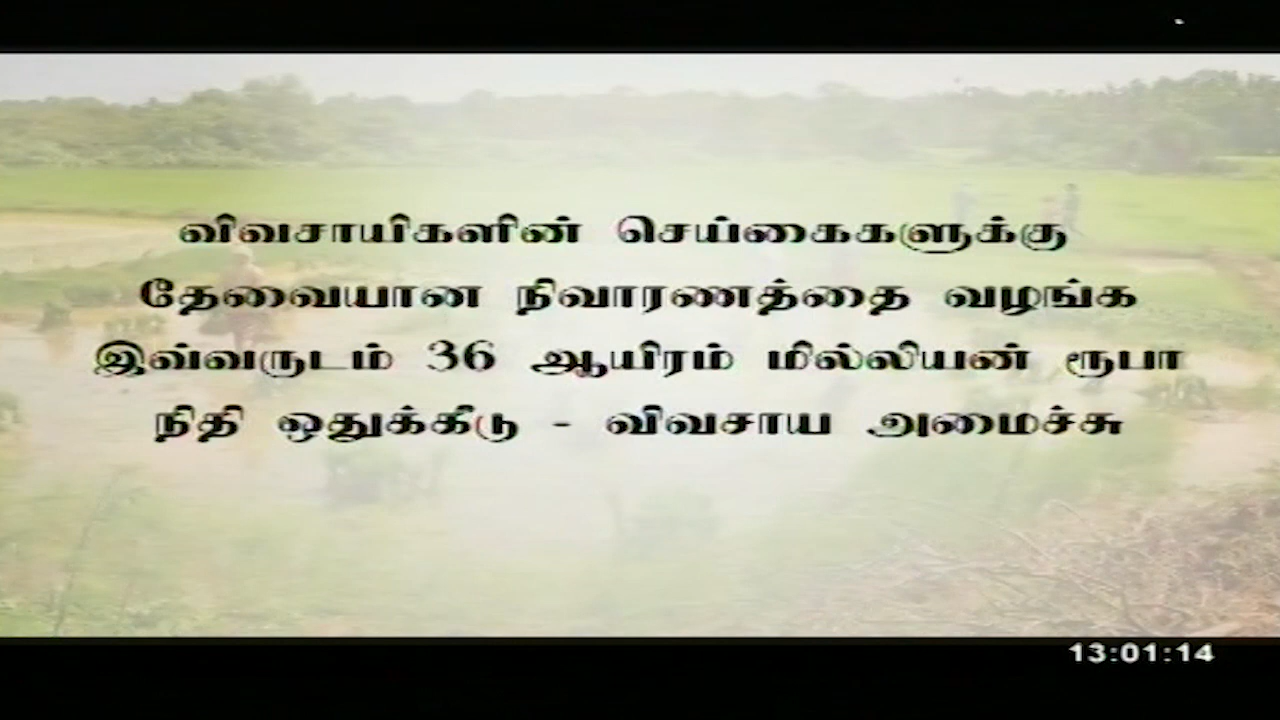 விவசாயிகளின் செய்கைகளுக்கு
தேவையான நிவாரணத்தை வழங்க
இவ்வருடம் 36 ஆயிரம் மில்லியன் ரூபா
நிதி ஒதுக்கீடு - விவசாய அமைச்சு
13:01:14